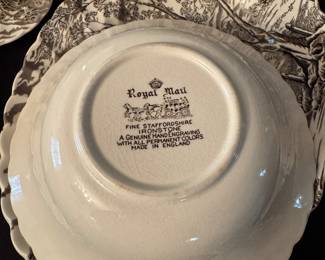 Royal Mail
FINE STAFFORDSHIRE
IRONSTONE
A GENUINE HAND ENGRAVING
WITH ALL PERMANENT COLORS
MADE IN ENGLAND